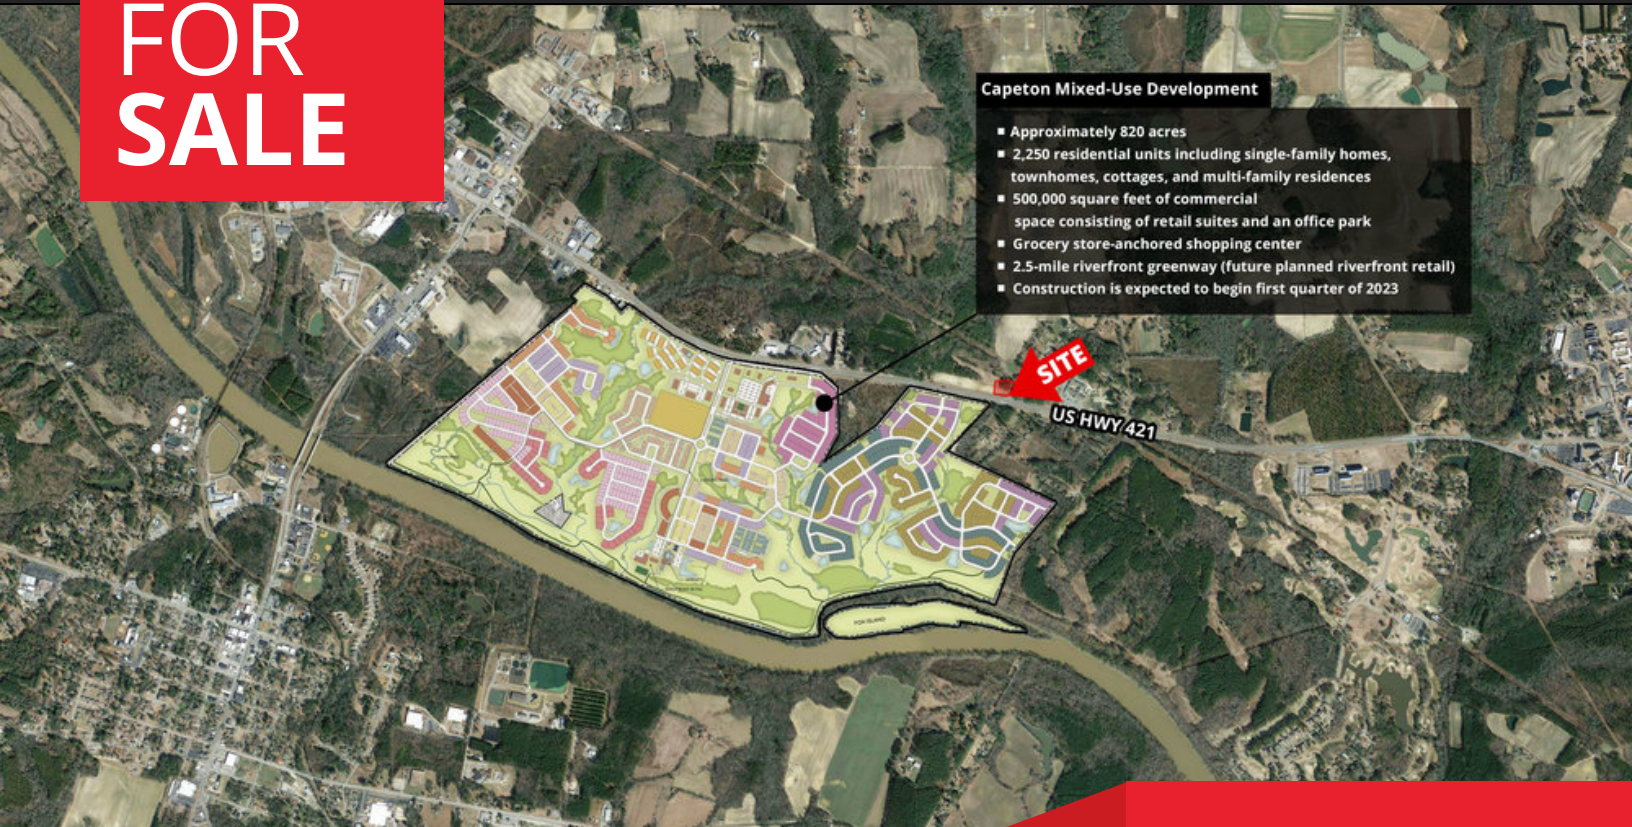 FOR
SALE
Capeton Mixed-Use Development
▪ Approximately 820 acres
▪ 2,250 residential units including single-family homes,
townhomes, cottages, and multi-family residences
▪ 500,000 square feet of commercial
space consisting of retail suites and an office park
▪ Grocery store-anchored shopping center
▪ 2.5-mile riverfront greenway (future planned riverfront retail)
▪ Construction is expected to begin first quarter of 2023
SITE
US HWY 421
FOX ISLAND